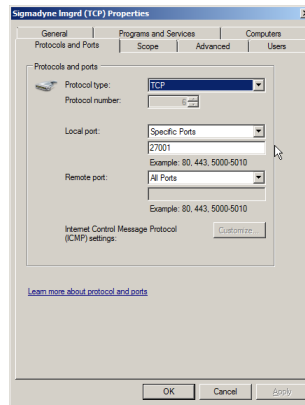 Sigmadyne lmgrd (TCP) Properties
General Programs and Services Computers
Protocols and Ports Scope Advanced Users
Protocols and ports
Protocol type: TCP
Protocol number: 6
Local port: Specific Ports
27001
Example: 80, 443, 5000-5010
Remote port: All Ports
Example: 80, 443, 5000-5010
Internet Control Message Protocol
(ICMP) settings: Customize...
Learn more about protocol and ports
OK Cancel Apply